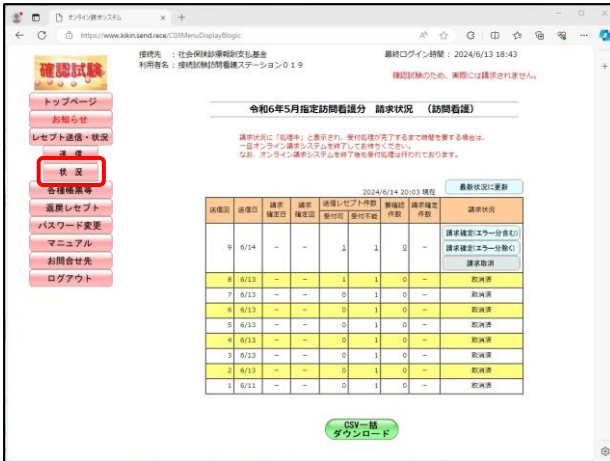 オンライン請求システム
https://www.kikin.send.rece/C03MenuDisplayBlogic
確認試験
接続先 : 社会保険診療報酬支払基金
利用者名 : 接続試験訪問看護ステーション019
最終ログイン時間 : 2024/6/13 18:43
確認試験のため、実際には請求されません。
トップページ
お知らせ
レセプト送信・状況
送 信
状 況
各種帳票等
返戻レセプト
パスワード変更
マニュアル
お問合せ先
ログアウト
令和6年5月指定訪問看護分 請求状況 (訪問看護)
請求状況に「処理中」と表示され、受付処理が完了するまで時間を要する場合は、
一旦オンライン請求システムを終了してお待ちください。
なお、オンライン請求システムを終了後も受付処理は行われております。
2024/6/14 20:03 現在
最新状況に更新
送信回 送信日 請求確定日 請求確定回 送信レセプト件数 受付可 受付不能 要確認件数 請求確定件数 請求状況
9 6/14 − − 1 1 0 − 請求確定(エラー分含む) 請求確定(エラー分除く) 請求取消
8 6/13 − − 1 1 0 − 取消済
7 6/13 − − 0 1 0 − 取消済
6 6/13 − − 0 1 0 − 取消済
5 6/13 − − 0 1 0 − 取消済
4 6/13 − − 0 1 0 − 取消済
3 6/13 − − 0 1 0 − 取消済
2 6/13 − − 0 1 0 − 取消済
1 6/11 − − 0 1 0 − 取消済
CSV一括
ダウンロード